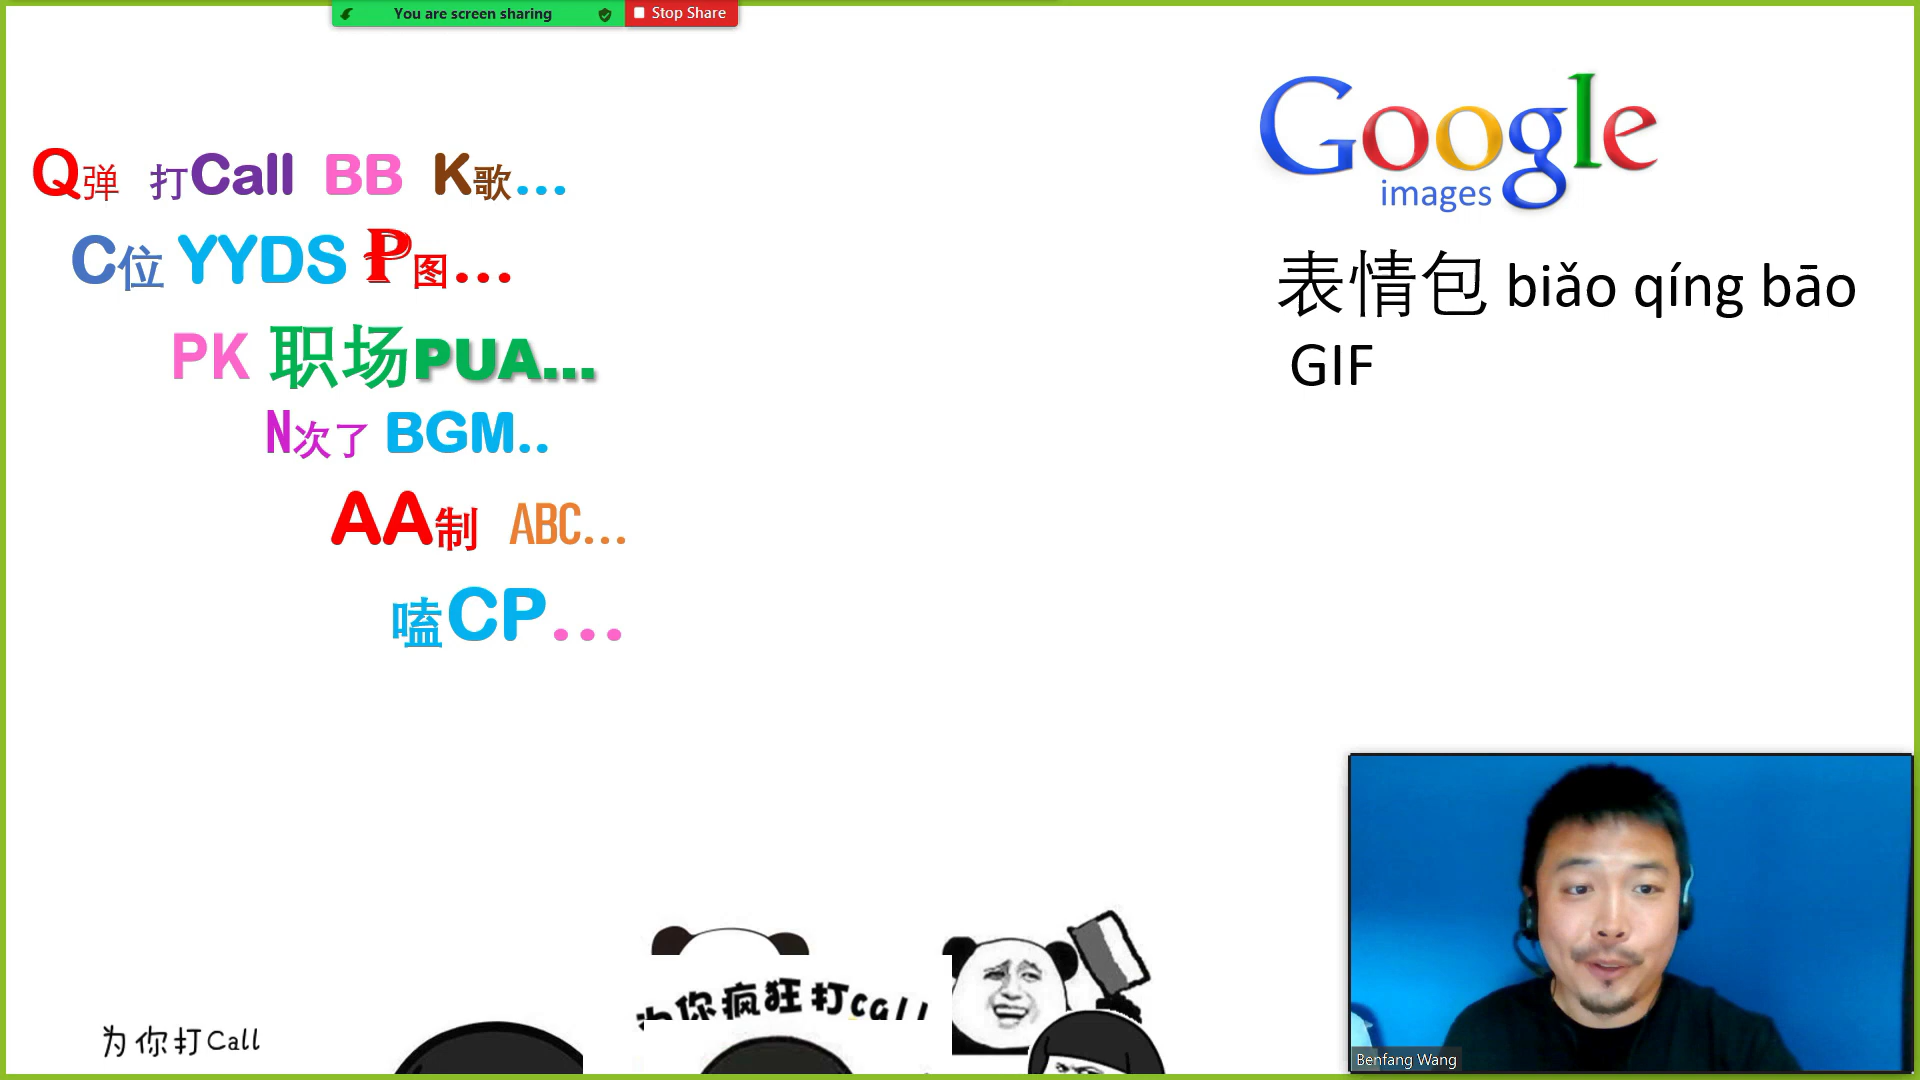 You are screen sharing Stop Share
Google
images
Q弹 打Call BB K歌...
C位 YYDS P图...
PK 职场PUA...
N次了 BGM..
AA制 ABC...
嗑CP...
表情包 biǎo qíng bāo
GIF
为你疯狂打call
为你打Call
Benfang Wang